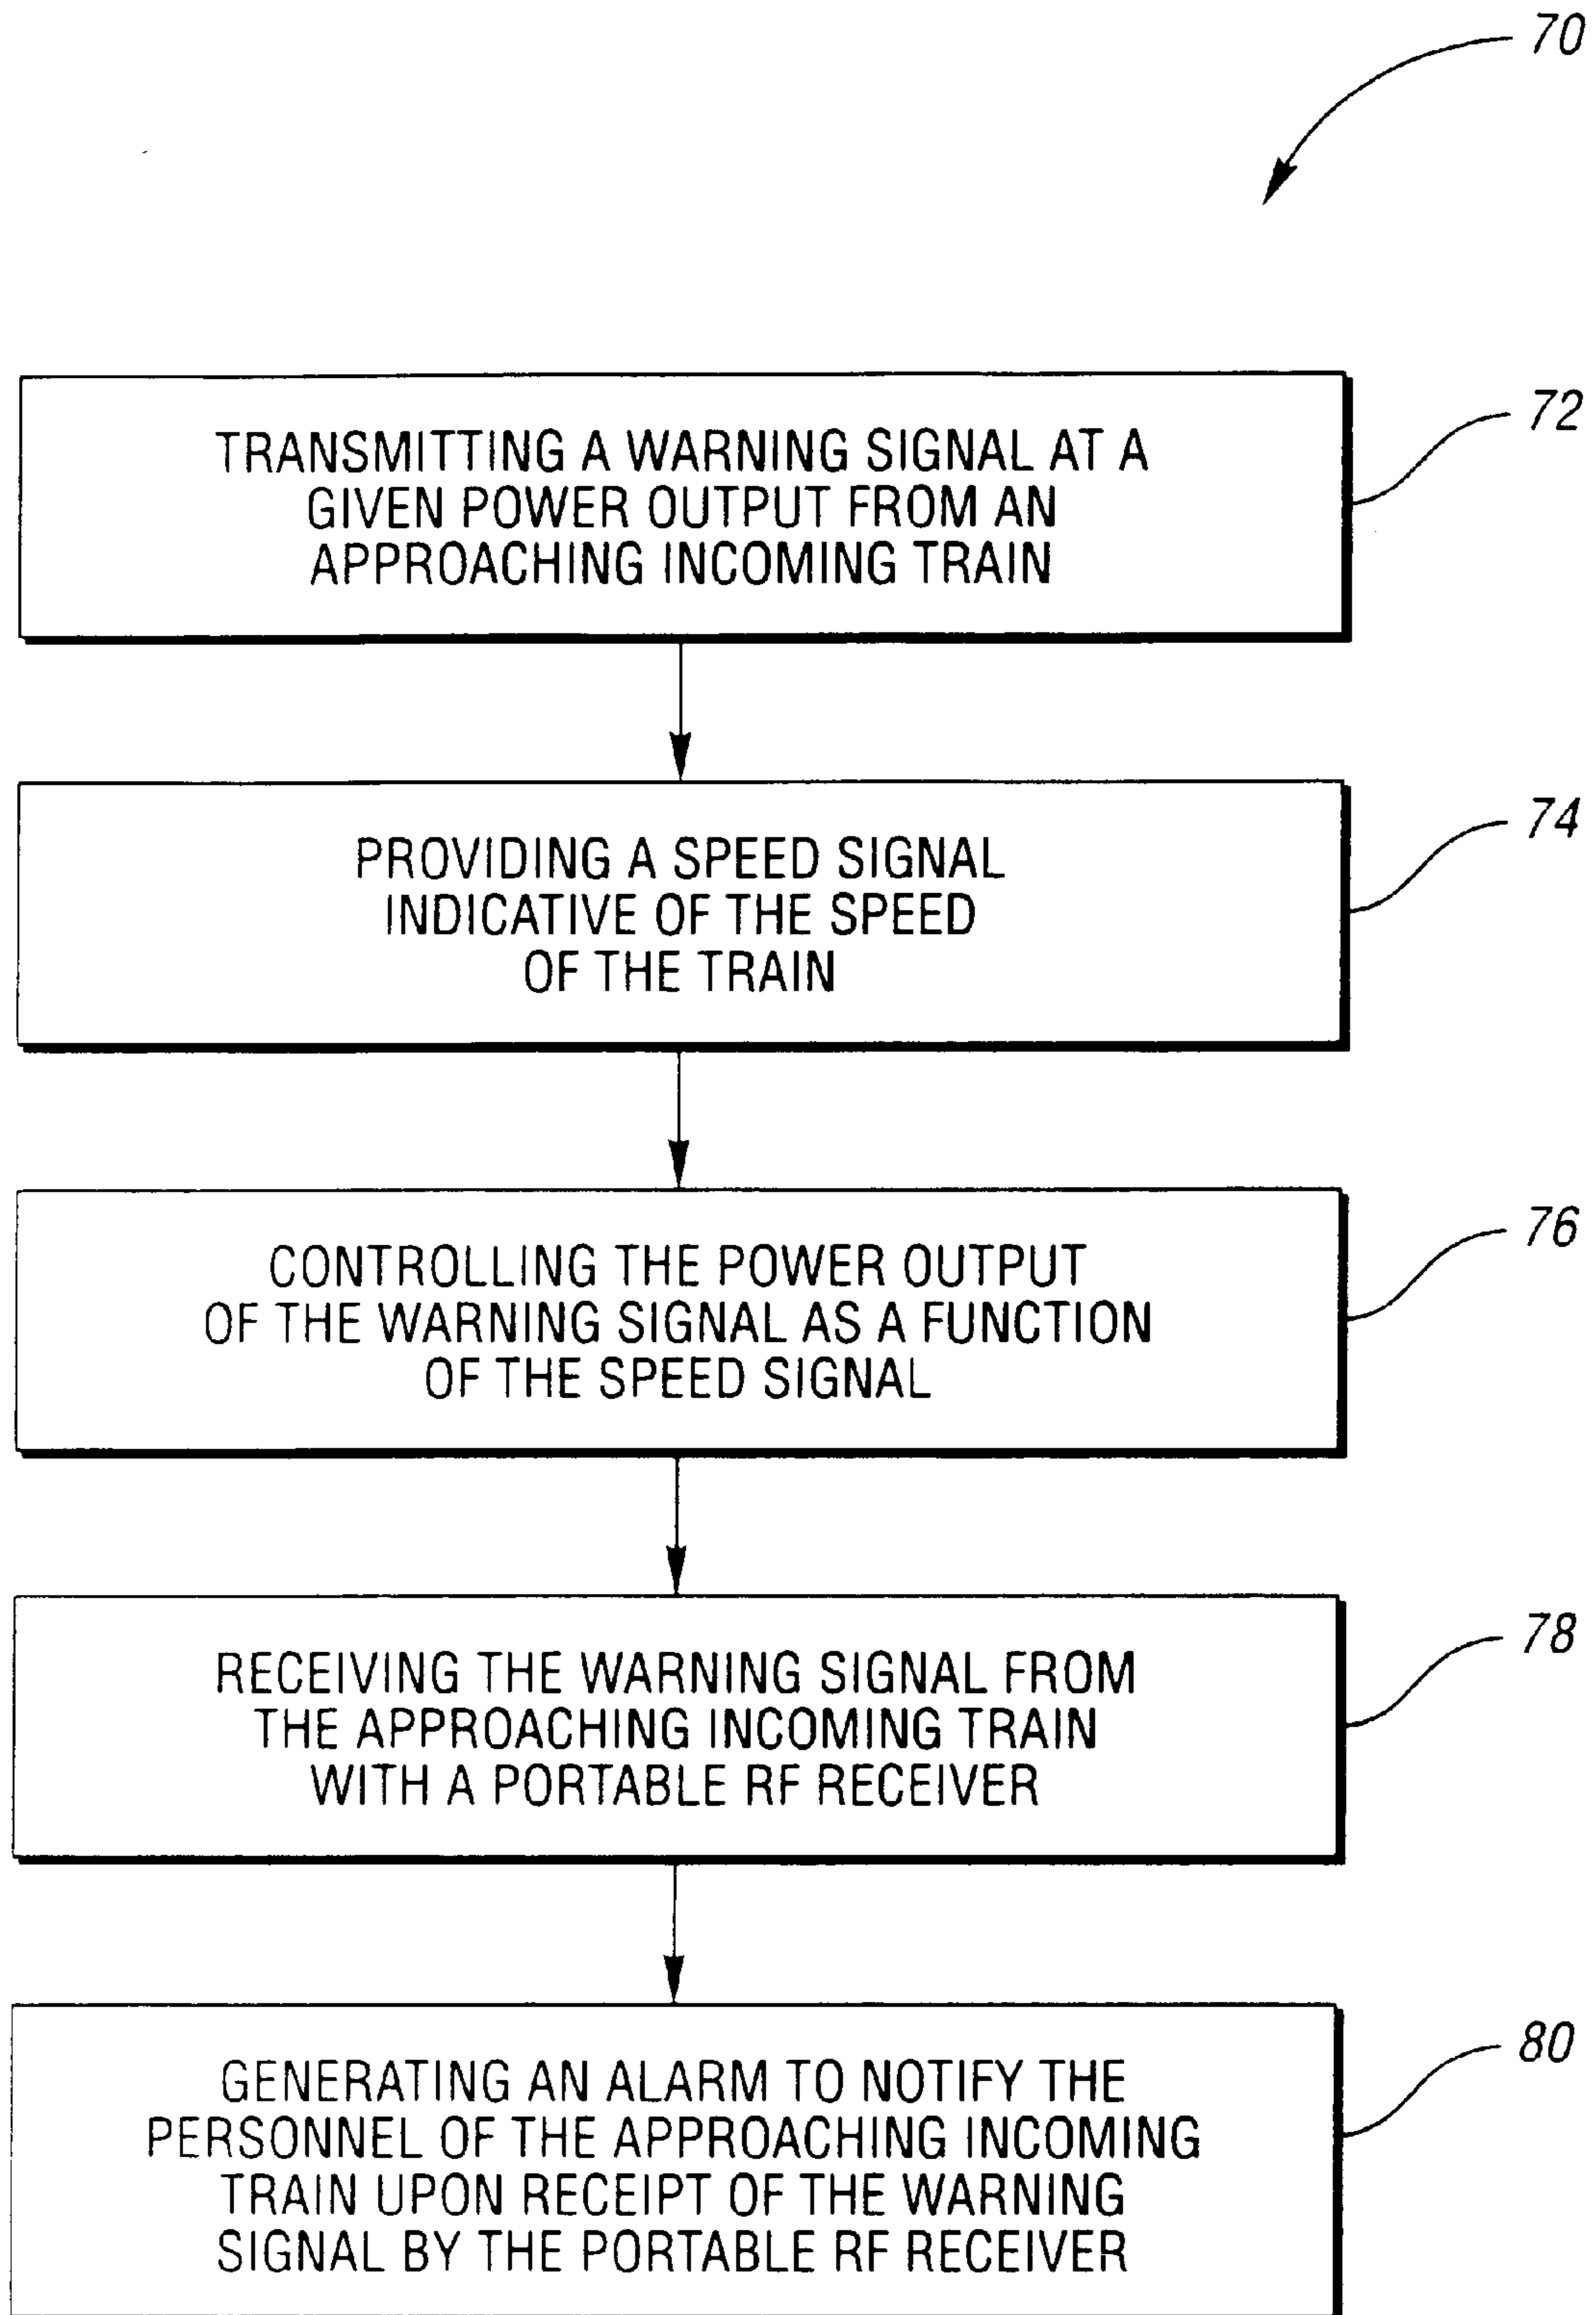 70
TRANSMITTING A WARNING SIGNAL AT A
GIVEN POWER OUTPUT FROM AN
APPROACHING INCOMING TRAIN
72
PROVIDING A SPEED SIGNAL
INDICATIVE OF THE SPEED
OF THE TRAIN
74
CONTROLLING THE POWER OUTPUT
OF THE WARNING SIGNAL AS A FUNCTION
OF THE SPEED SIGNAL
76
RECEIVING THE WARNING SIGNAL FROM
THE APPROACHING INCOMING TRAIN
WITH A PORTABLE RF RECEIVER
78
GENERATING AN ALARM TO NOTIFY THE
PERSONNEL OF THE APPROACHING INCOMING
TRAIN UPON RECEIPT OF THE WARNING
SIGNAL BY THE PORTABLE RF RECEIVER
80